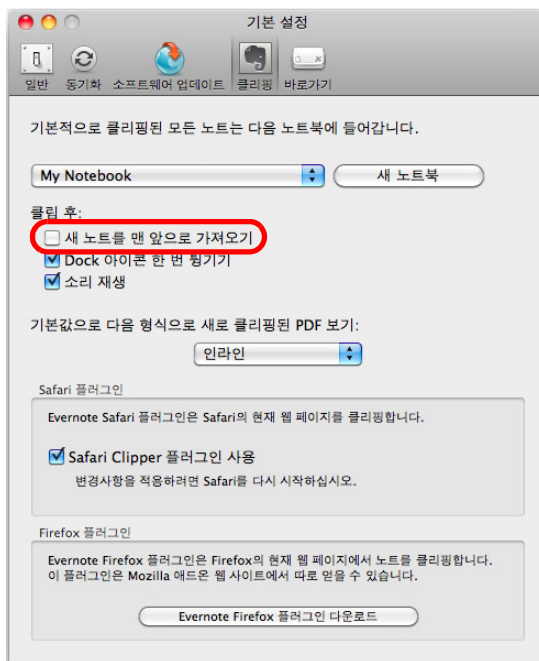 기본 설정
일반 동기화 소프트웨어 업데이트 클리핑 바로가기
기본적으로 클리핑된 모든 노트는 다음 노트북에 들어갑니다.
My Notebook 새 노트북
클립 후:
새 노트를 맨 앞으로 가져오기
Dock 아이콘 한 번 튕기기
소리 재생
기본값으로 다음 형식으로 새로 클리핑된 PDF 보기:
인라인
Safari 플러그인
Evernote Safari 플러그인은 Safari의 현재 웹 페이지를 클리핑합니다.
Safari Clipper 플러그인 사용
변경사항을 적용하려면 Safari를 다시 시작하십시오.
Firefox 플러그인
Evernote Firefox 플러그인은 Firefox의 현재 웹 페이지에서 노트를 클리핑합니다.
이 플러그인은 Mozilla 애드온 웹 사이트에서 따로 얻을 수 있습니다.
Evernote Firefox 플러그인 다운로드